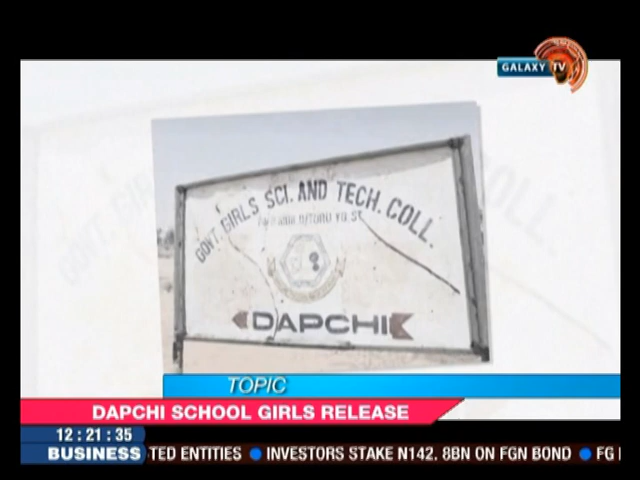 GALAXY TV
GOVT. GIRLS SCI. AND TECH. COLL.
DAPCHI
TOPIC
DAPCHI SCHOOL GIRLS RELEASE
12:21:35
BUSINESS TED ENTITIES ● INVESTORS STAKE N142. 8BN ON FGN BOND ● FG